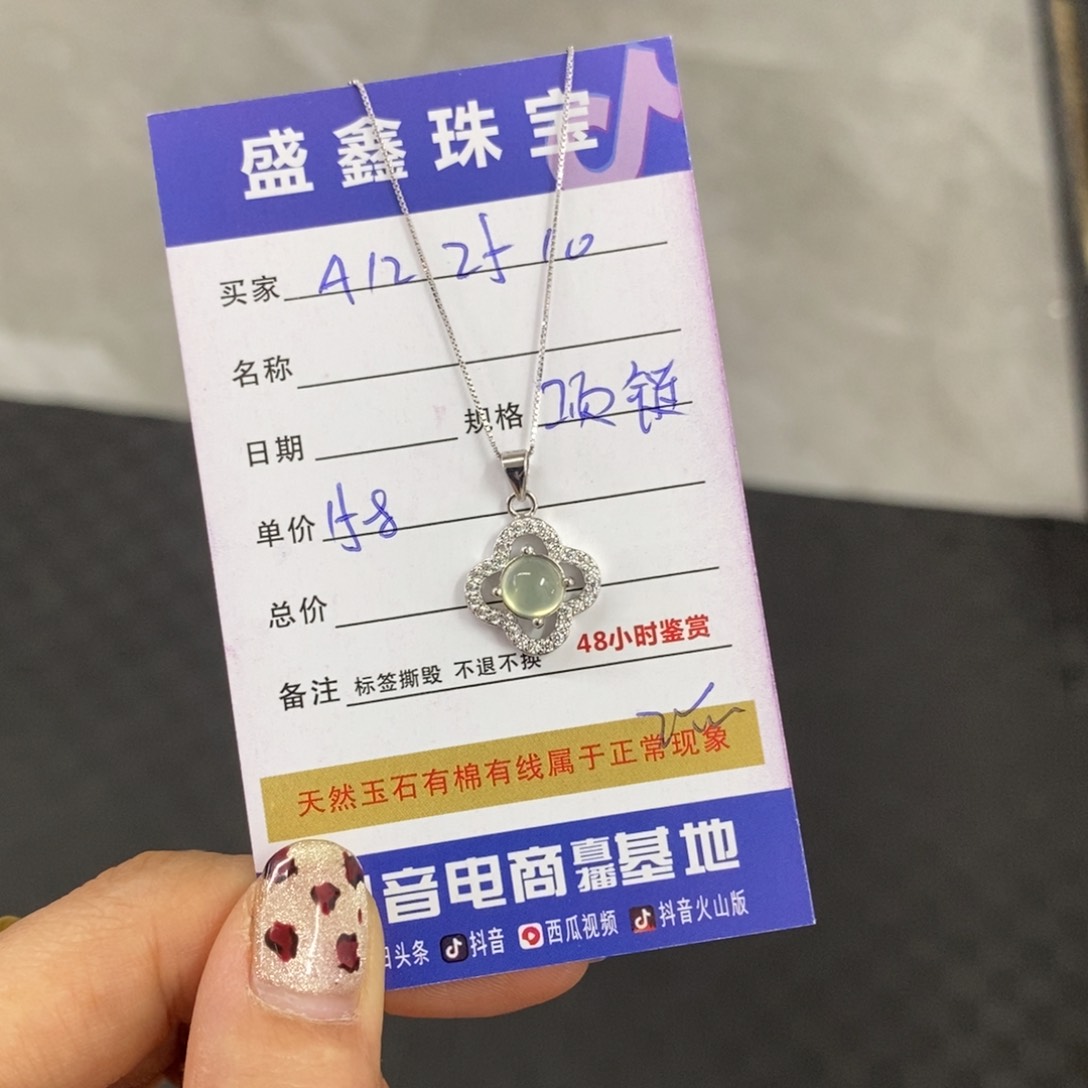 盛鑫珠宝
买家 A12 25 10
名称
日期 规格 项链
单价 158
总价
48小时鉴赏
备注 标签撕毁 不退不换
天然玉石有棉有线属于正常现象
音电商直播基地
头条 抖音 西瓜视频 抖音火山版